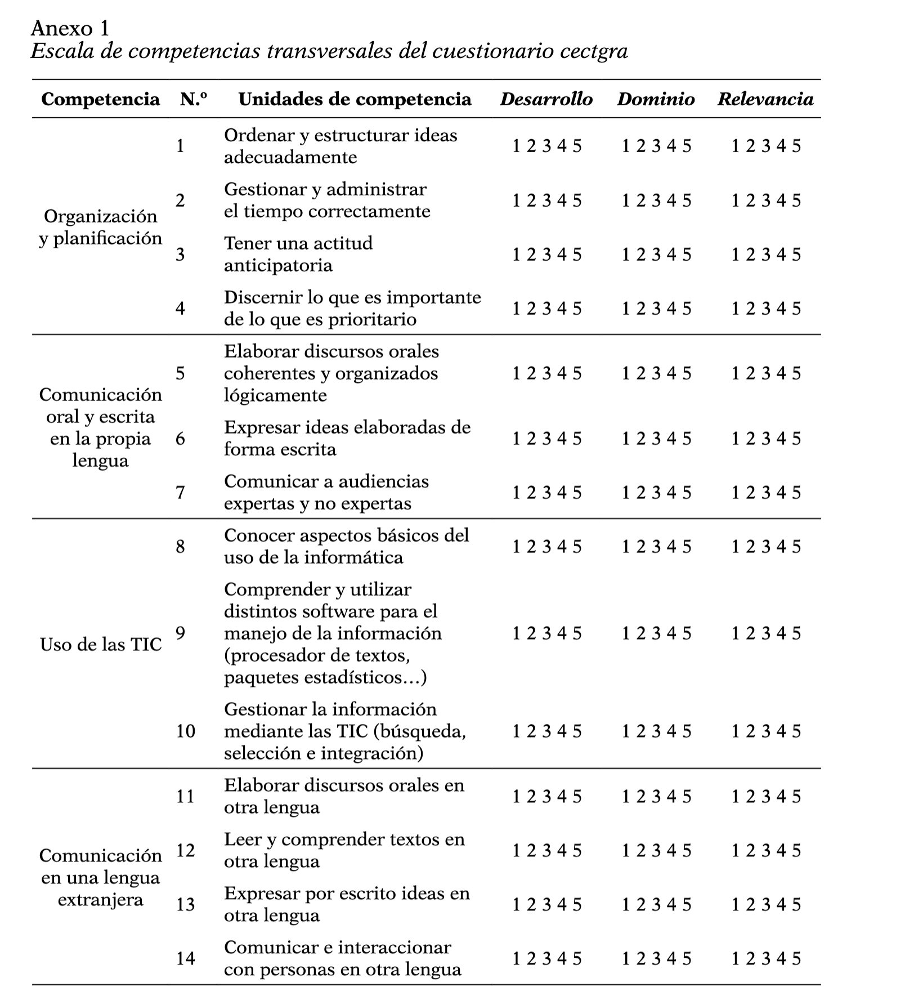 Anexo 1
Escala de competencias transversales del cuestionario cectgra
Competencia N.º Unidades de competencia Desarrollo Dominio Relevancia
Organización
y planificación
1
Ordenar y estructurar ideas
adecuadamente
1 2 3 4 5 1 2 3 4 5 1 2 3 4 5
2
Gestionar y administrar
el tiempo correctamente
1 2 3 4 5 1 2 3 4 5 1 2 3 4 5
3
Tener una actitud
anticipatoria
1 2 3 4 5 1 2 3 4 5 1 2 3 4 5
4
Discernir lo que es importante
de lo que es prioritario
1 2 3 4 5 1 2 3 4 5 1 2 3 4 5
Comunicación
oral y escrita
en la propia
lengua
5
Elaborar discursos orales
coherentes y organizados
lógicamente
1 2 3 4 5 1 2 3 4 5 1 2 3 4 5
6
Expresar ideas elaboradas de
forma escrita
1 2 3 4 5 1 2 3 4 5 1 2 3 4 5
7
Comunicar a audiencias
expertas y no expertas
1 2 3 4 5 1 2 3 4 5 1 2 3 4 5
Uso de las TIC
8
Conocer aspectos básicos del
uso de la informática
1 2 3 4 5 1 2 3 4 5 1 2 3 4 5
9
Comprender y utilizar
distintos software para el
manejo de la información
(procesador de textos,
paquetes estadísticos…)
1 2 3 4 5 1 2 3 4 5 1 2 3 4 5
10
Gestionar la información
mediante las TIC (búsqueda,
selección e integración)
1 2 3 4 5 1 2 3 4 5 1 2 3 4 5
Comunicación
en una lengua
extranjera
11
Elaborar discursos orales en
otra lengua
1 2 3 4 5 1 2 3 4 5 1 2 3 4 5
12
Leer y comprender textos en
otra lengua
1 2 3 4 5 1 2 3 4 5 1 2 3 4 5
13
Expresar por escrito ideas en
otra lengua
1 2 3 4 5 1 2 3 4 5 1 2 3 4 5
14
Comunicar e interaccionar
con personas en otra lengua
1 2 3 4 5 1 2 3 4 5 1 2 3 4 5